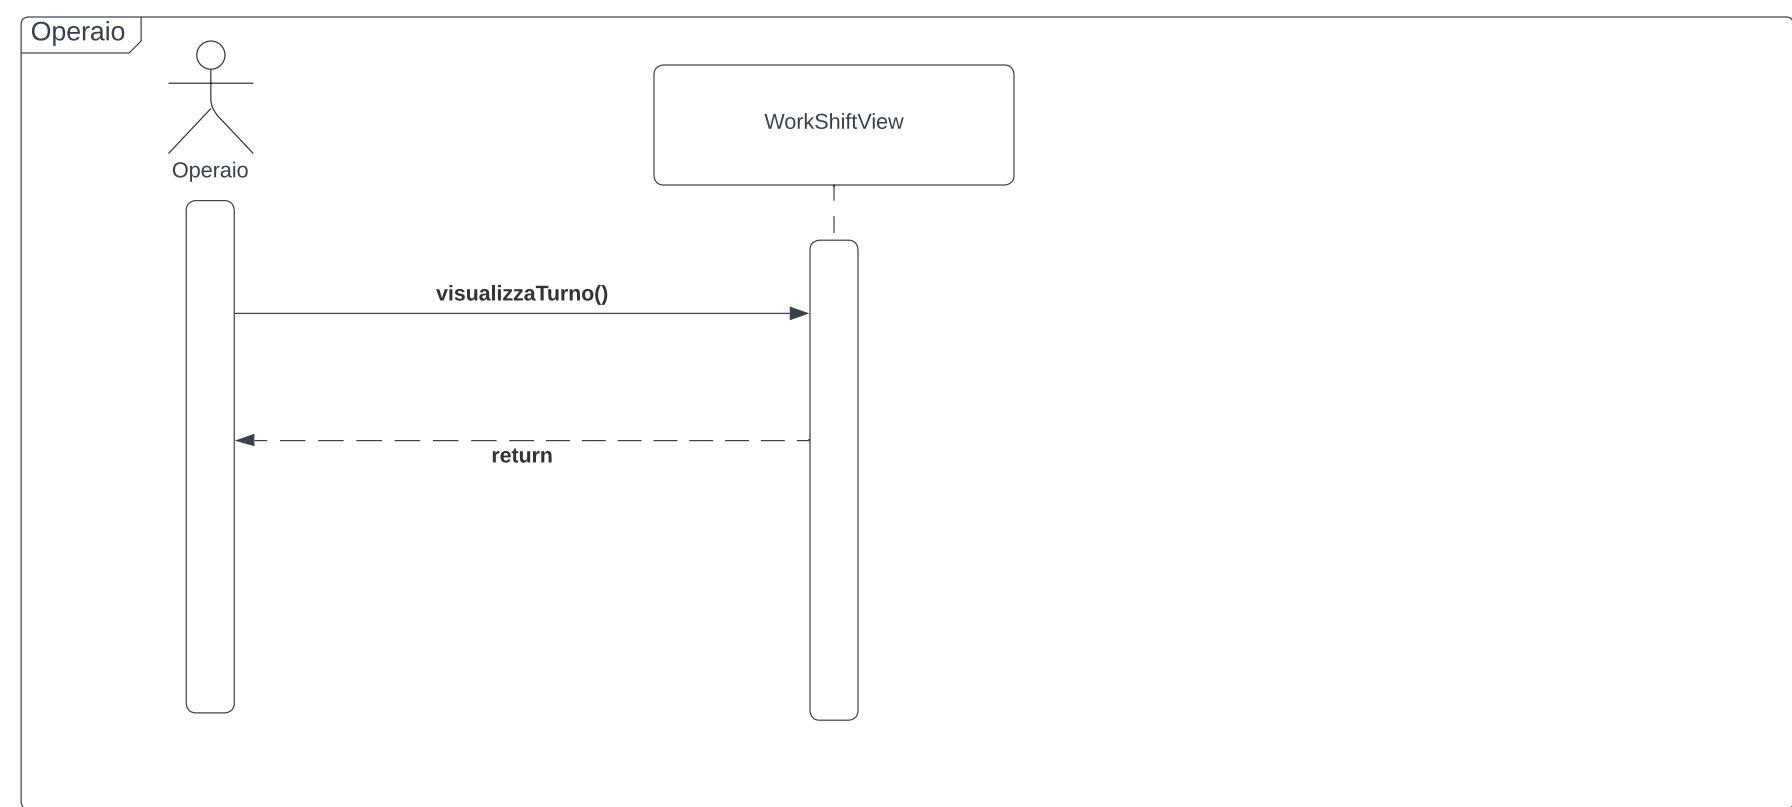 Operaio
Operaio
WorkShiftView
visualizzaTurno()
return